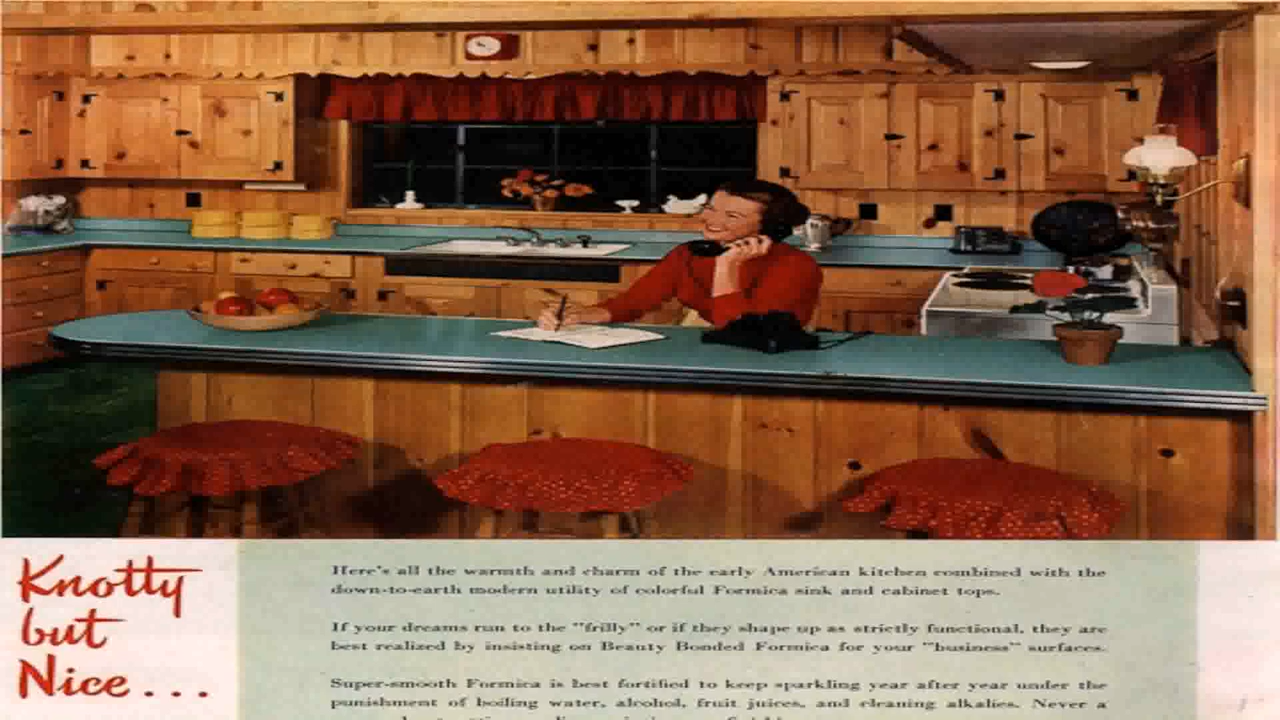 Knotty
but
Nice...
Here's all the warmth and charm of the early American kitchen combined with the
down-to-earth modern utility of colorful Formica sink and cabinet tops.
If your dreams run to the "frilly" or if they shape up as strictly functional, they are
best realized by insisting on Beauty Bonded Formica for your "business" surfaces.
Super-smooth Formica is best fortified to keep sparkling year after year under the
punishment of boiling water, alcohol, fruit juices, and cleaning alkalies. Never a